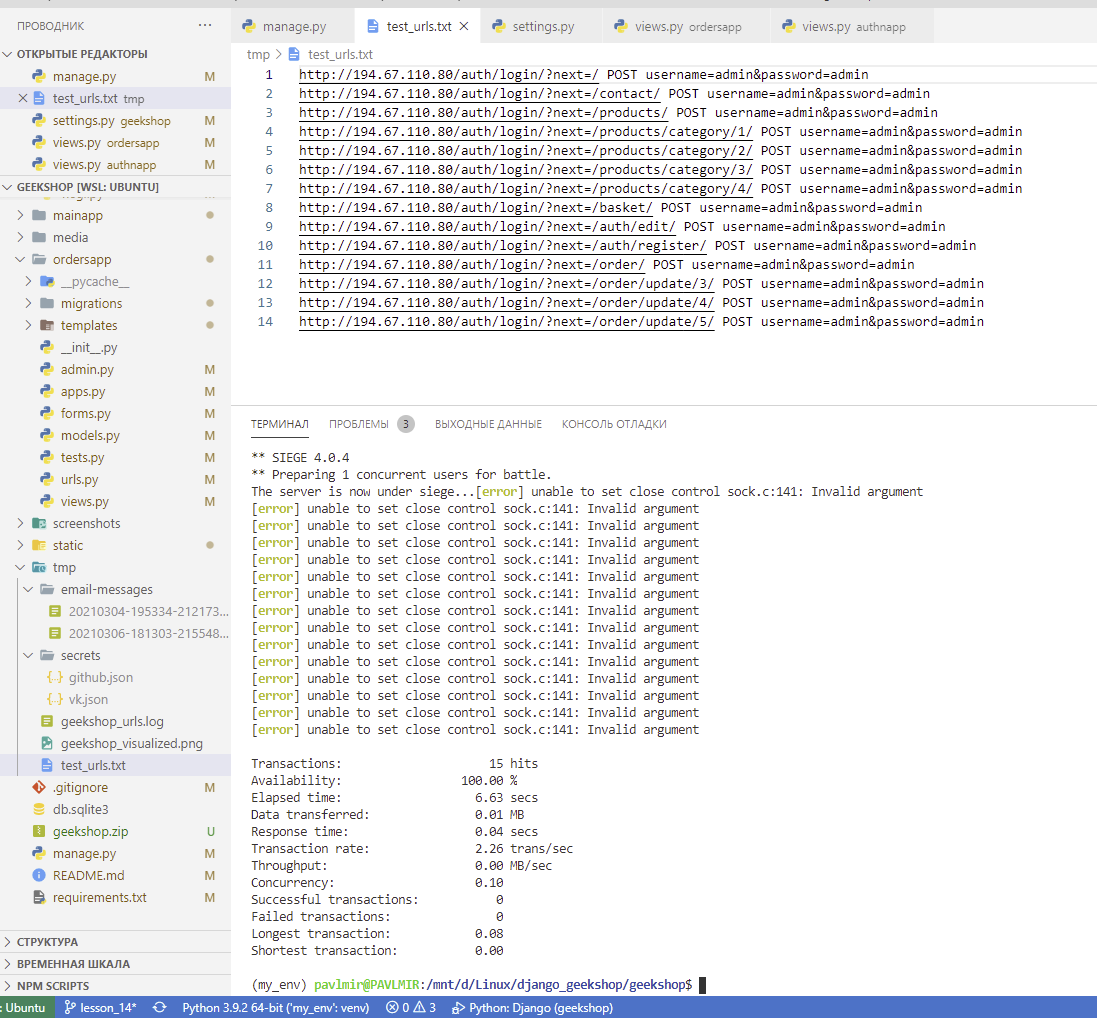 ПРОВОДНИК ...
ОТКРЫТЫЕ РЕДАКТОРЫ
manage.py M
test_urls.txt tmp
settings.py geekshop M
views.py ordersapp M
views.py authnapp M
GEEKSHOP [WSL: UBUNTU]
mainapp
media
ordersapp
__pycache__
migrations
templates
__init__.py
admin.py M
apps.py M
forms.py M
models.py M
tests.py M
urls.py M
views.py M
screenshots
static
tmp
email-messages
20210304-195334-212173...
20210306-181303-215548...
secrets
github.json
vk.json
geekshop_urls.log
geekshop_visualized.png
test_urls.txt
.gitignore M
db.sqlite3
geekshop.zip U
manage.py M
README.md M
requirements.txt M
СТРУКТУРА
ВРЕМЕННАЯ ШКАЛА
NPM SCRIPTS
manage.py test_urls.txt settings.py views.py ordersapp views.py authnapp
tmp > test_urls.txt
1 http://194.67.110.80/auth/login/?next=/ POST username=admin&password=admin
2 http://194.67.110.80/auth/login/?next=/contact/ POST username=admin&password=admin
3 http://194.67.110.80/auth/login/?next=/products/ POST username=admin&password=admin
4 http://194.67.110.80/auth/login/?next=/products/category/1/ POST username=admin&password=admin
5 http://194.67.110.80/auth/login/?next=/products/category/2/ POST username=admin&password=admin
6 http://194.67.110.80/auth/login/?next=/products/category/3/ POST username=admin&password=admin
7 http://194.67.110.80/auth/login/?next=/products/category/4/ POST username=admin&password=admin
8 http://194.67.110.80/auth/login/?next=/basket/ POST username=admin&password=admin
9 http://194.67.110.80/auth/login/?next=/auth/edit/ POST username=admin&password=admin
10 http://194.67.110.80/auth/login/?next=/auth/register/ POST username=admin&password=admin
11 http://194.67.110.80/auth/login/?next=/order/ POST username=admin&password=admin
12 http://194.67.110.80/auth/login/?next=/order/update/3/ POST username=admin&password=admin
13 http://194.67.110.80/auth/login/?next=/order/update/4/ POST username=admin&password=admin
14 http://194.67.110.80/auth/login/?next=/order/update/5/ POST username=admin&password=admin
ТЕРМИНАЛ ПРОБЛЕМЫ 3 ВЫХОДНЫЕ ДАННЫЕ КОНСОЛЬ ОТЛАДКИ
** SIEGE 4.0.4
** Preparing 1 concurrent users for battle.
The server is now under siege...[error] unable to set close control sock.c:141: Invalid argument
[error] unable to set close control sock.c:141: Invalid argument
[error] unable to set close control sock.c:141: Invalid argument
[error] unable to set close control sock.c:141: Invalid argument
[error] unable to set close control sock.c:141: Invalid argument
[error] unable to set close control sock.c:141: Invalid argument
[error] unable to set close control sock.c:141: Invalid argument
[error] unable to set close control sock.c:141: Invalid argument
[error] unable to set close control sock.c:141: Invalid argument
[error] unable to set close control sock.c:141: Invalid argument
[error] unable to set close control sock.c:141: Invalid argument
[error] unable to set close control sock.c:141: Invalid argument
[error] unable to set close control sock.c:141: Invalid argument
[error] unable to set close control sock.c:141: Invalid argument
[error] unable to set close control sock.c:141: Invalid argument
Transactions: 15 hits
Availability: 100.00 %
Elapsed time: 6.63 secs
Data transferred: 0.01 MB
Response time: 0.04 secs
Transaction rate: 2.26 trans/sec
Throughput: 0.00 MB/sec
Concurrency: 0.10
Successful transactions: 0
Failed transactions: 0
Longest transaction: 0.08
Shortest transaction: 0.00
(my_env) pavlmir@PAVLMIR:/mnt/d/Linux/django_geekshop/geekshop$
: Ubuntu lesson_14* Python 3.9.2 64-bit ('my_env': venv) 0 3 Python: Django (geekshop)